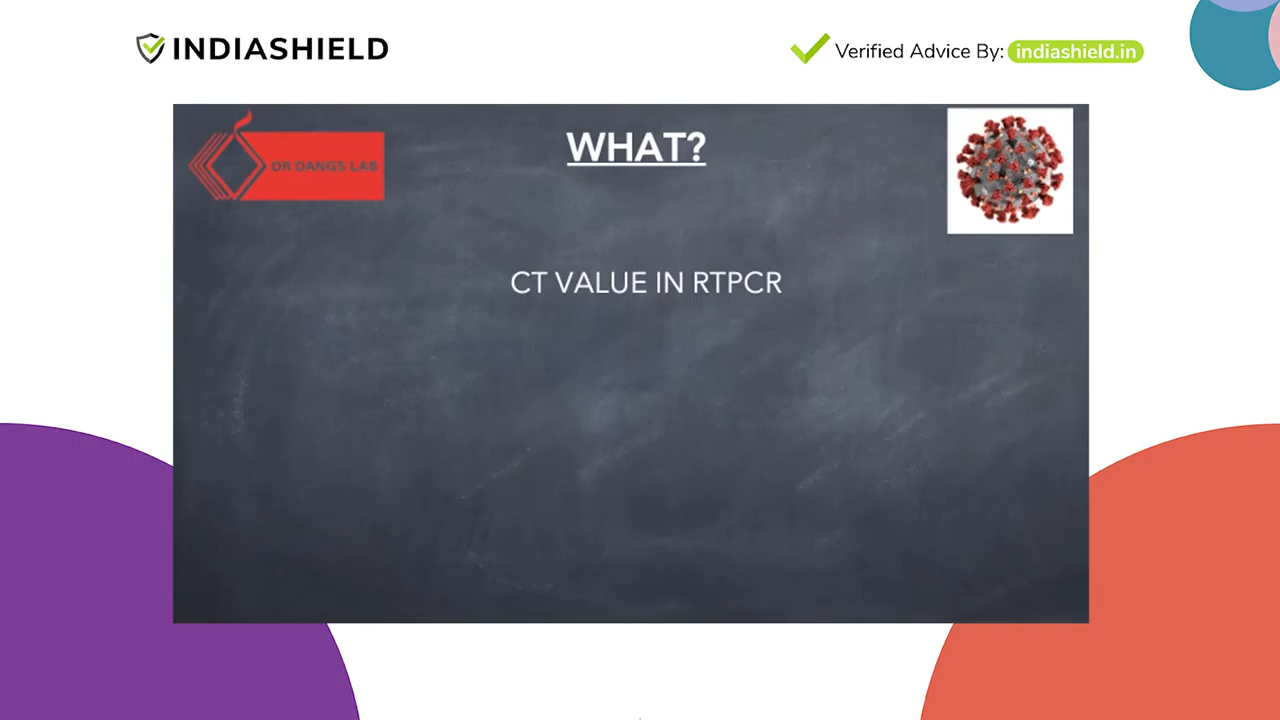 INDIASHIELD
Verified Advice By: indiashield.in
DR DANGS LAB
WHAT?
CT VALUE IN RTPCR